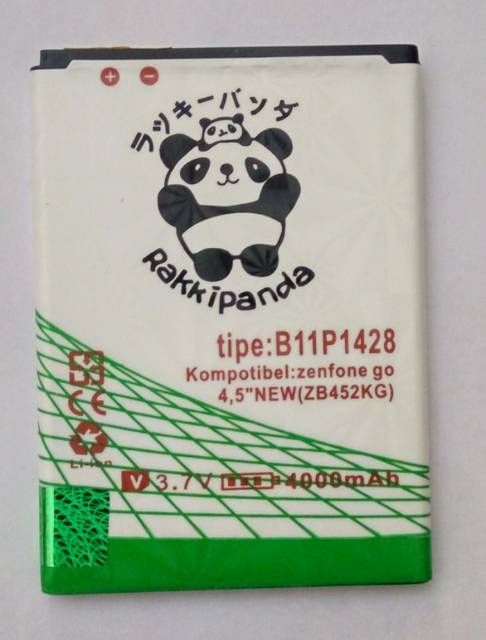 ラッキーパンダ
Rakkipanda
tipe:B11P1428
Kompotibel:zenfone go
4,5"NEW(ZB452KG)
CE
Li-ion
V 3.7V 4000mAh